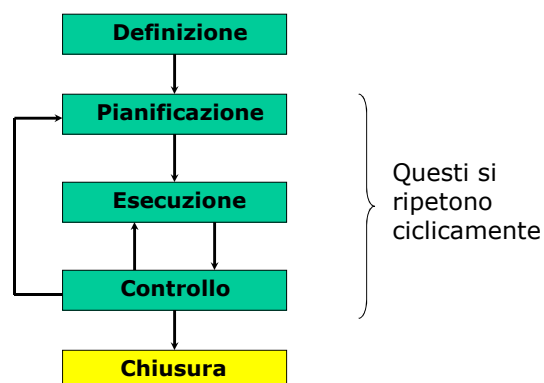 Definizione
Pianificazione
Esecuzione
Controllo
Chiusura
Questi si
ripetono
ciclicamente